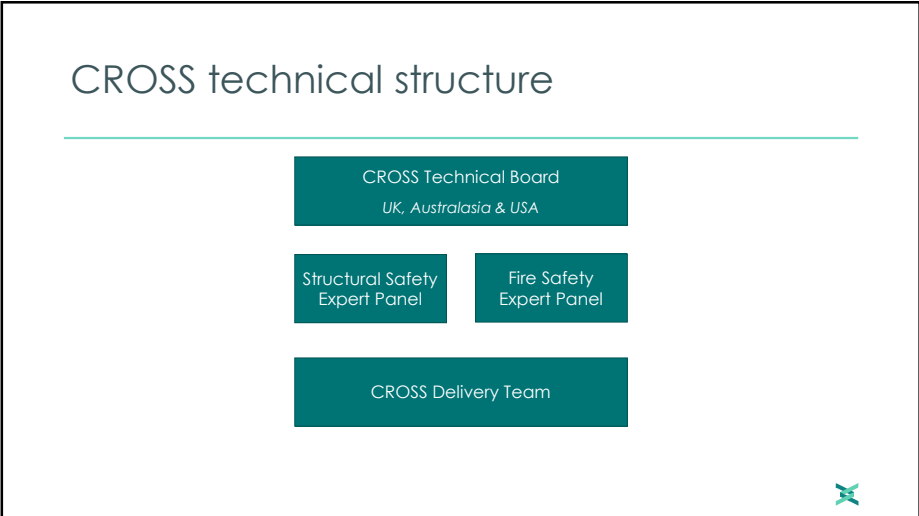 CROSS technical structure
CROSS Technical Board
UK, Australasia & USA
Structural Safety
Expert Panel
Fire Safety
Expert Panel
CROSS Delivery Team